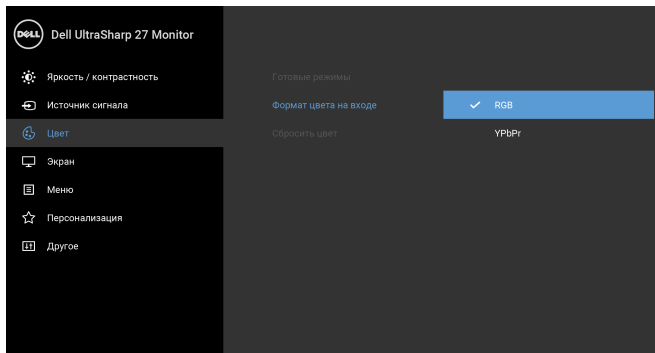 DELL Dell UltraSharp 27 Monitor
Яркость / контрастность
Готовые режимы
Источник сигнала
Формат цвета на входе
RGB
Цвет
Сбросить цвет
YPbPr
Экран
Меню
Персонализация
Другое